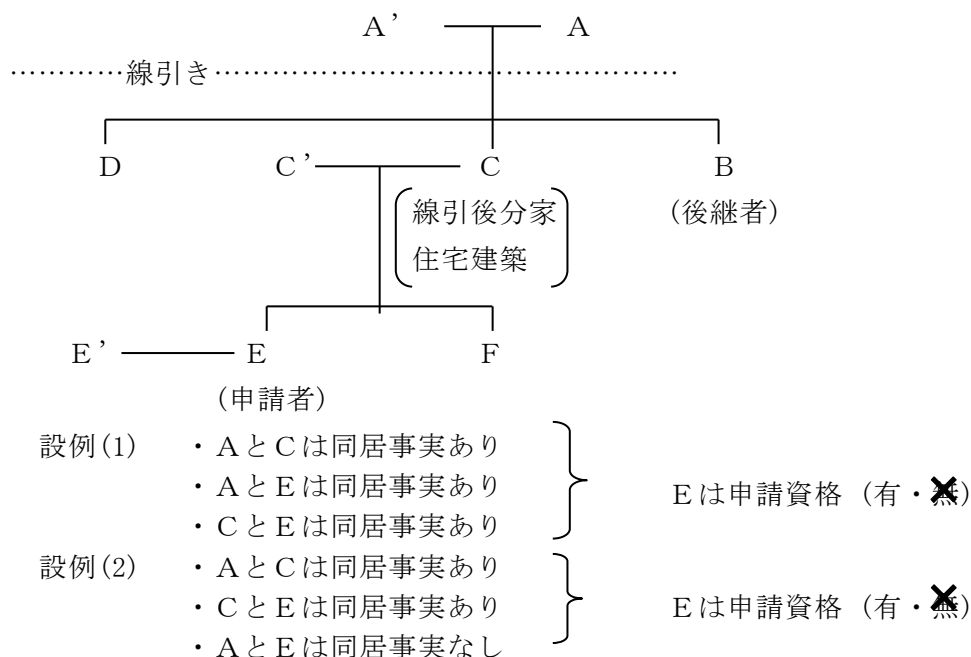 A’ A
…………線引き………………………………………
D C’ C B
線引後分家 (後継者)
住宅建築
E’ E F
(申請者)
設例(1) ・AとCは同居事実あり
・AとEは同居事実あり Eは申請資格 (有・無)
・CとEは同居事実あり
設例(2) ・AとCは同居事実あり
・CとEは同居事実あり Eは申請資格 (有・無)
・AとEは同居事実なし